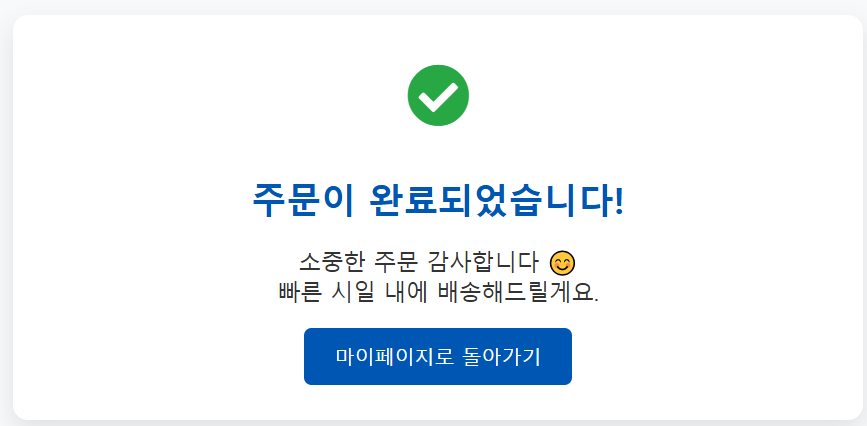 주문이 완료되었습니다!
소중한 주문 감사합니다 😊
빠른 시일 내에 배송해드릴게요.
마이페이지로 돌아가기